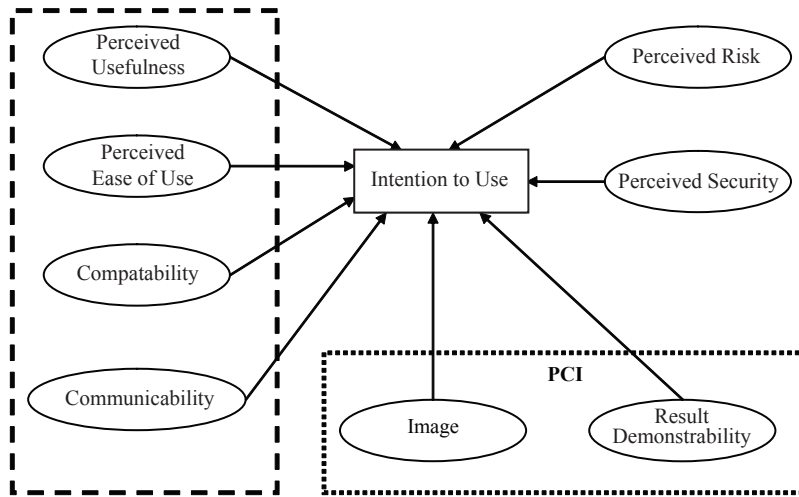 Perceived
Usefulness
Perceived Risk
Perceived
Ease of Use
Intention to Use
Perceived Security
Compatability
Communicability
PCI
Image
Result
Demonstrability